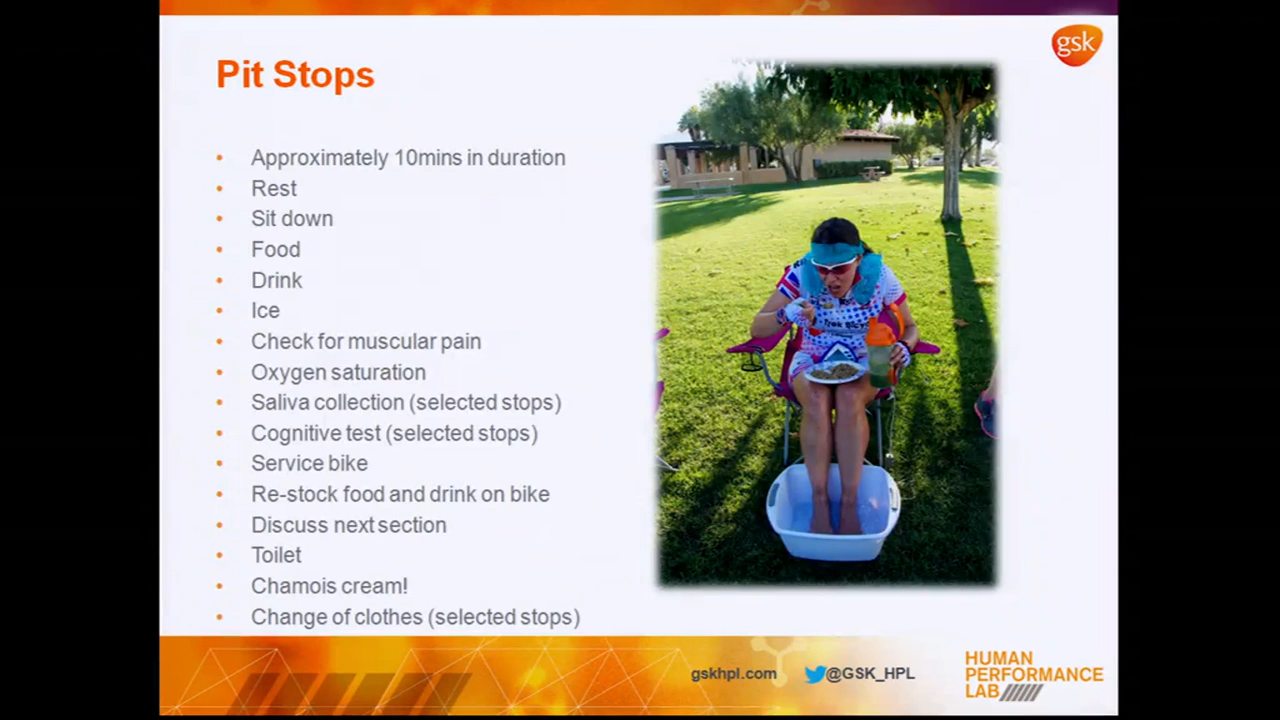 gsk
Pit Stops
• Approximately 10mins in duration
• Rest
• Sit down
• Food
• Drink
• Ice
• Check for muscular pain
• Oxygen saturation
• Saliva collection (selected stops)
• Cognitive test (selected stops)
• Service bike
• Re-stock food and drink on bike
• Discuss next section
• Toilet
• Chamois cream!
• Change of clothes (selected stops)
Trek Bicyc
gskhpl.com @GSK_HPL
HUMAN
PERFORMANCE
LAB